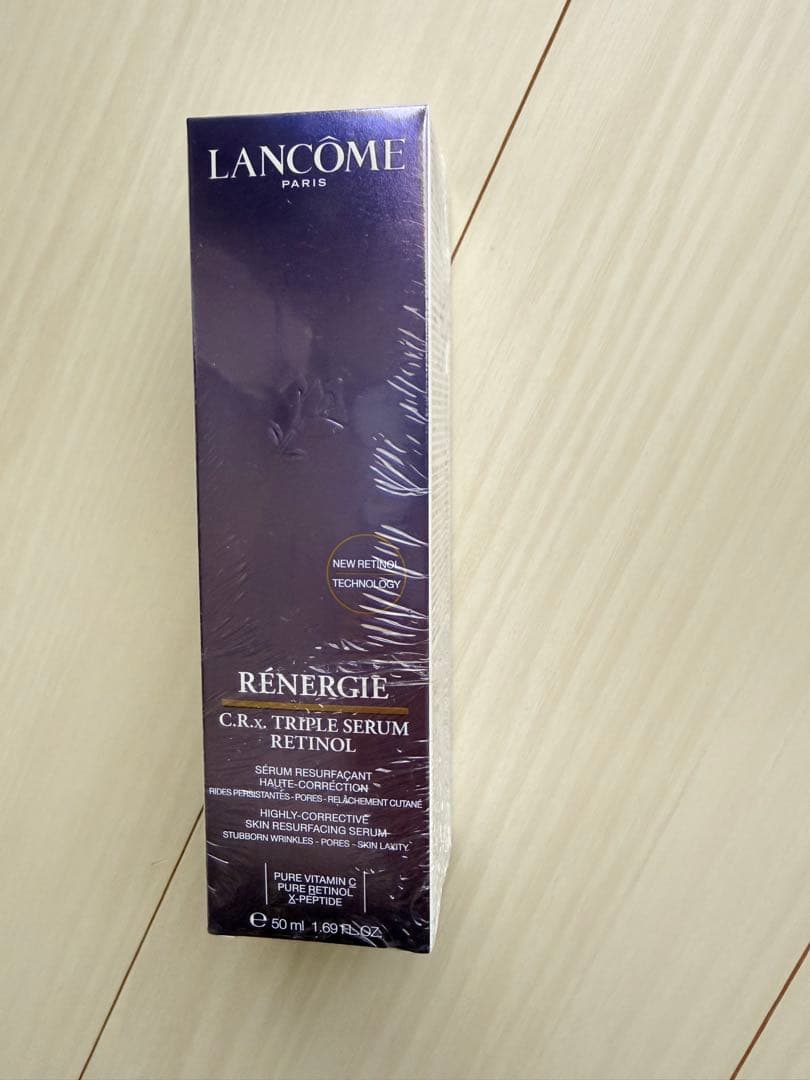 LANCÔME
PARIS
NEW RETINOL
TECHNOLOGY
RÉNERGIE
C.R.x. TRIPLE SERUM
RETINOL
SÉRUM RESURFAÇANT
HAUTE-CORRECTION
RIDES PERSISTANTES - PORES - RELÂCHEMENT CUTANÉ
HIGHLY-CORRECTIVE
SKIN RESURFACING SERUM
STUBBORN WRINKLES - PORES - SKIN LAXITY
PURE VITAMIN C
PURE RETINOL
X-PEPTIDE
℮ 50 ml 1.69 FL.OZ.